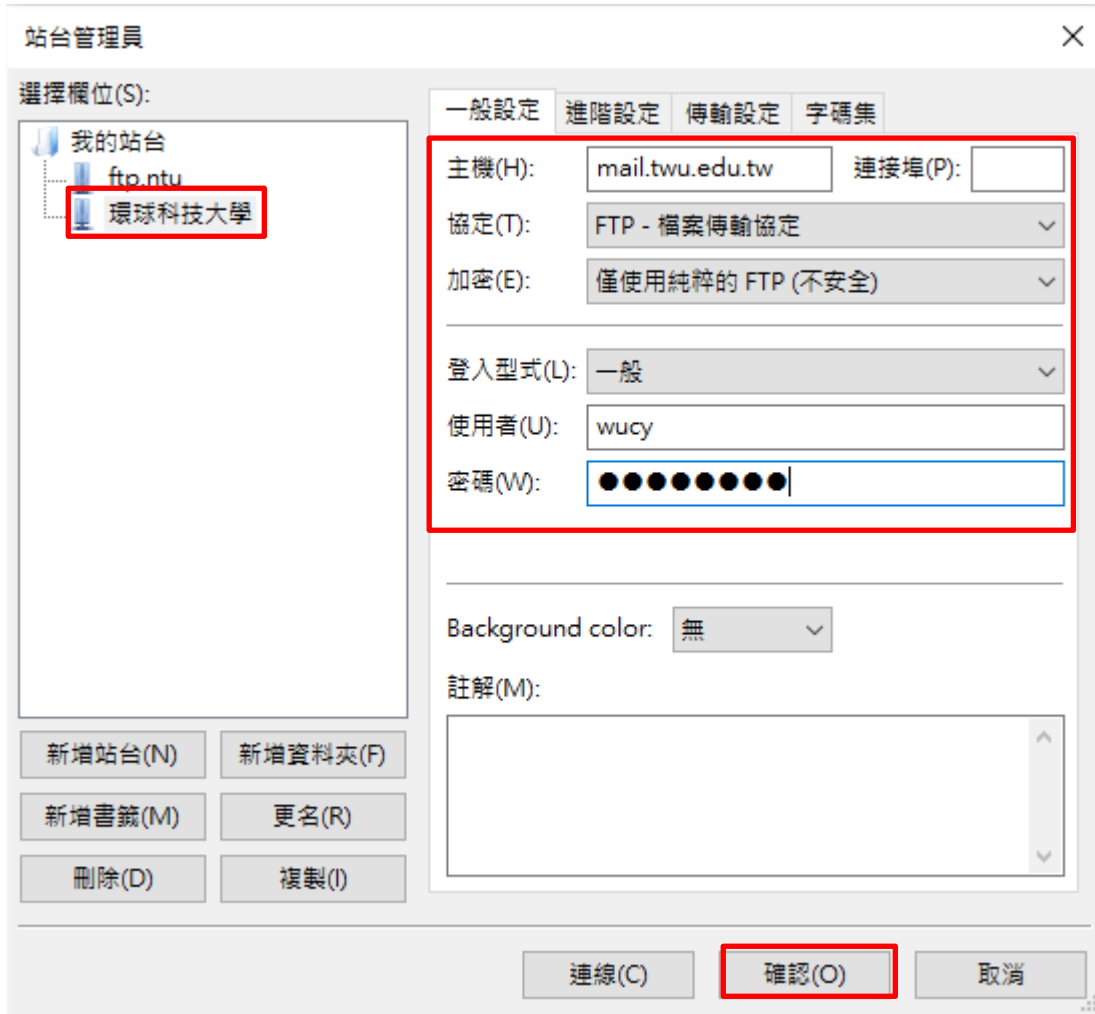 站台管理員
選擇欄位(S):
我的站台
ftp.ntu
環球科技大學
新增站台(N)
新增資料夾(F)
新增書籤(M)
更名(R)
刪除(D)
複製(I)
一般設定 進階設定 傳輸設定 字碼集
主機(H): mail.twu.edu.tw 連接埠(P):
協定(T): FTP - 檔案傳輸協定
加密(E): 僅使用純粹的 FTP (不安全)
登入型式(L): 一般
使用者(U): wucy
密碼(W): ●●●●●●●●
Background color: 無
註解(M):
連線(C) 確認(O) 取消